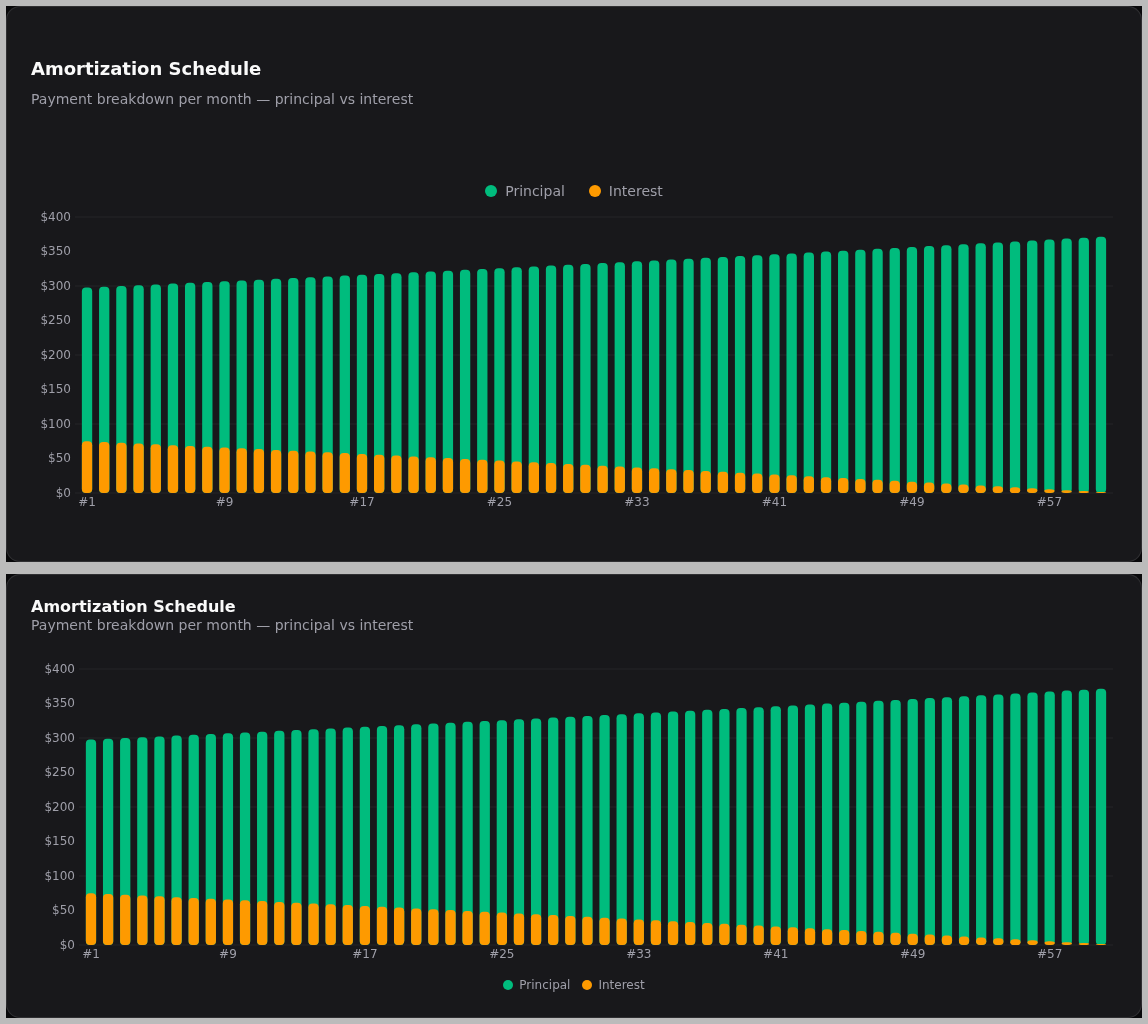 Amortization Schedule
Payment breakdown per month — principal vs interest
Principal Interest
$400
$350
$300
$250
$200
$150
$100
$50
$0
#1 #9 #17 #25 #33 #41 #49 #57
Amortization Schedule
Payment breakdown per month — principal vs interest
$400
$350
$300
$250
$200
$150
$100
$50
$0
#1 #9 #17 #25 #33 #41 #49 #57
Principal Interest